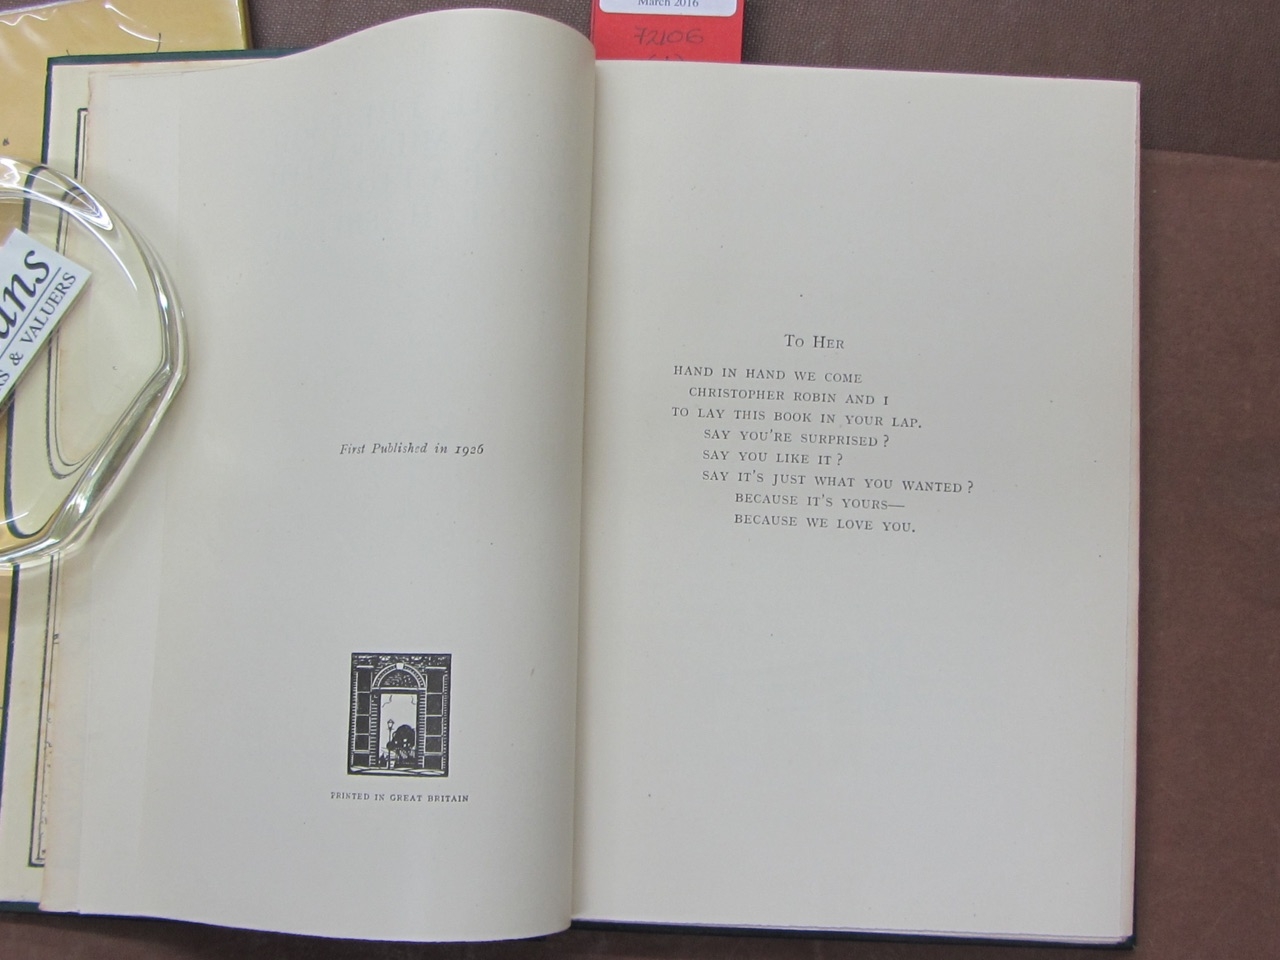 March 2016
72106
ans
RS & VALUERS
First Published in 1926
PRINTED IN GREAT BRITAIN
To Her
HAND IN HAND WE COME
CHRISTOPHER ROBIN AND I
TO LAY THIS BOOK IN YOUR LAP.
SAY YOU'RE SURPRISED?
SAY YOU LIKE IT?
SAY IT'S JUST WHAT YOU WANTED?
BECAUSE IT'S YOURS—
BECAUSE WE LOVE YOU.